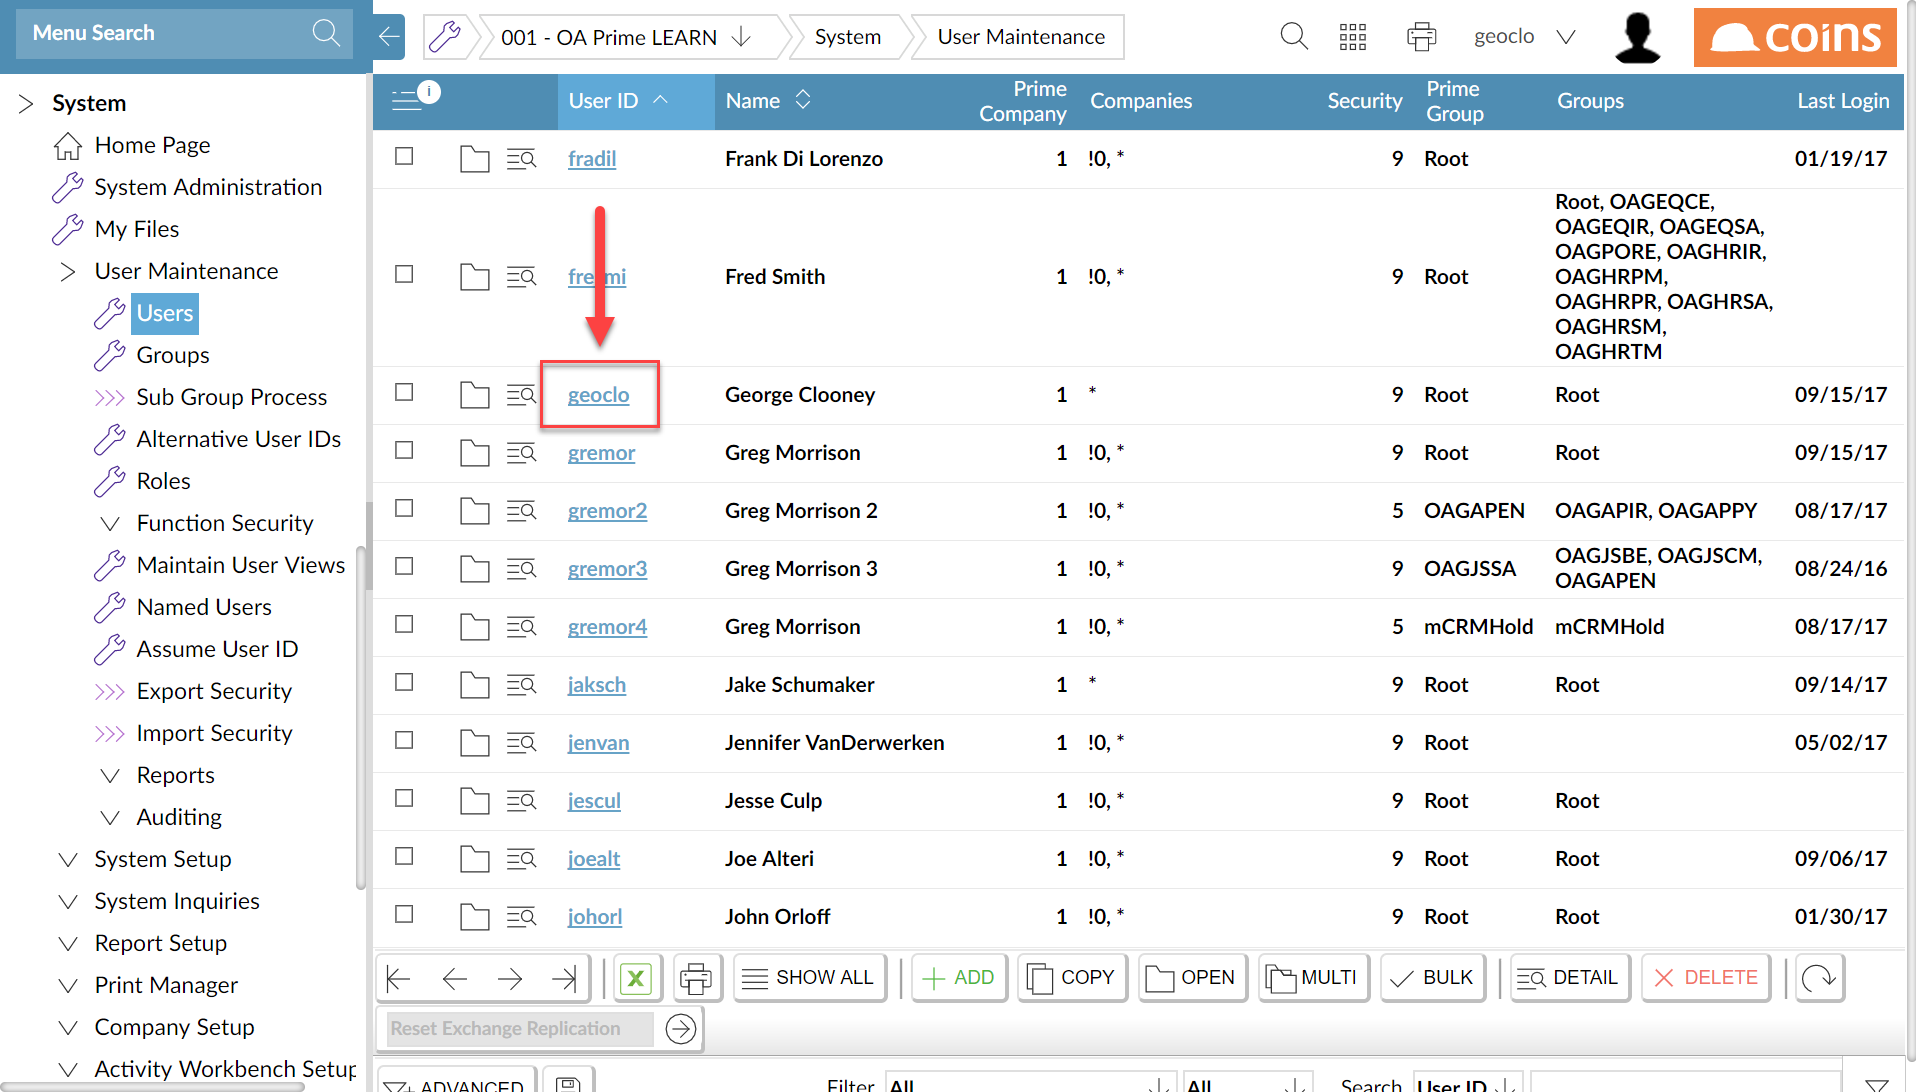 Menu Search
001 - OA Prime LEARN
System
User Maintenance
geoclo
coins
System
Home Page
System Administration
My Files
User Maintenance
Users
Groups
Sub Group Process
Alternative User IDs
Roles
Function Security
Maintain User Views
Named Users
Assume User ID
Export Security
Import Security
Reports
Auditing
System Setup
System Inquiries
Report Setup
Print Manager
Company Setup
Activity Workbench Setup
i User ID Name Prime Company Companies Security Prime Group Groups Last Login
fradil Frank Di Lorenzo 1 !0, * 9 Root 01/19/17
Root, OAGEQCE,
OAGEQIR, OAGEQSA,
OAGPORE, OAGHRIR,
OAGHRPM,
OAGHRPR, OAGHRSA,
OAGHRSM,
OAGHRTM
Fred Smith 1 !0, * 9 Root
geoclo George Clooney 1 * 9 Root Root 09/15/17
gremor Greg Morrison 1 !0, * 9 Root Root 09/15/17
gremor2 Greg Morrison 2 1 !0, * 5 OAGAPEN OAGAPIR, OAGAPPY 08/17/17
gremor3 Greg Morrison 3 1 !0, * 9 OAGJSSA OAGJSBE, OAGJSCM, OAGAPEN 08/24/16
gremor4 Greg Morrison 1 !0, * 5 mCRMHold mCRMHold 08/17/17
jaksch Jake Schumaker 1 * 9 Root Root 09/14/17
jenvan Jennifer VanDerwerken 1 !0, * 9 Root 05/02/17
jescul Jesse Culp 1 !0, * 9 Root Root
joealt Joe Alteri 1 !0, * 9 Root Root 09/06/17
johorl John Orloff 1 !0, * 9 Root Root 01/30/17
X SHOW ALL ADD COPY OPEN MULTI BULK DETAIL DELETE
Reset Exchange Replication
ADVANCED Filter All All Search User ID